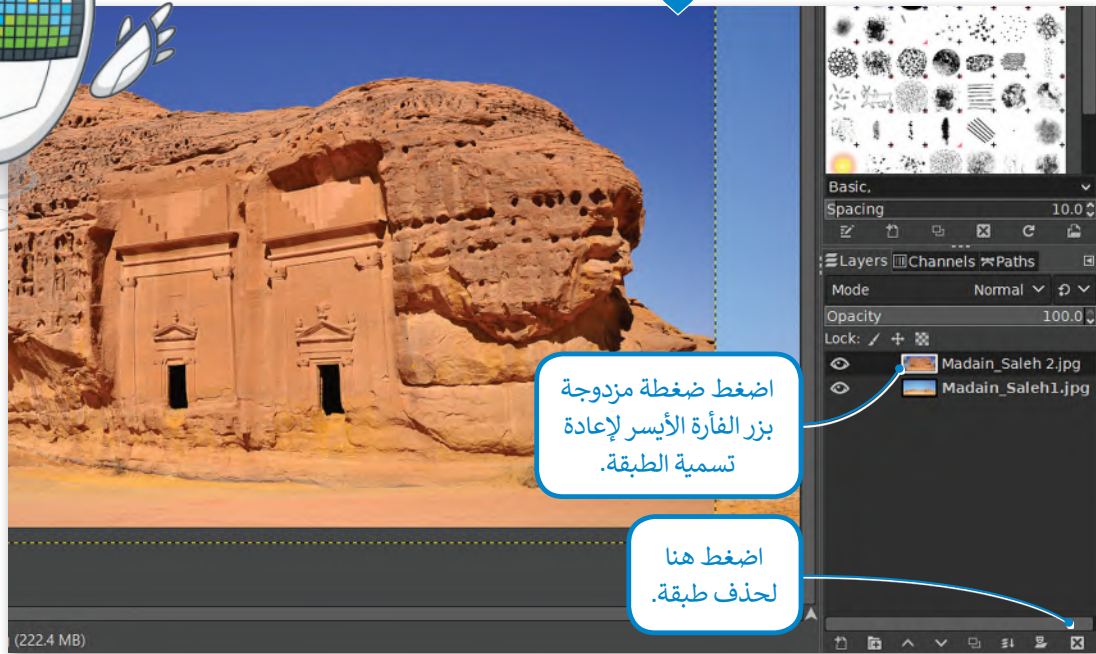 Basic,
Spacing 10.0
Layers Channels Paths
Mode Normal
Opacity 100.0
Lock:
Madain_Saleh 2.jpg
Madain_Saleh1.jpg
اضغط ضغطة مزدوجة
بزر الفأرة الأيسر لإعادة
تسمية الطبقة.
اضغط هنا
لحذف طبقة.
(222.4 MB)